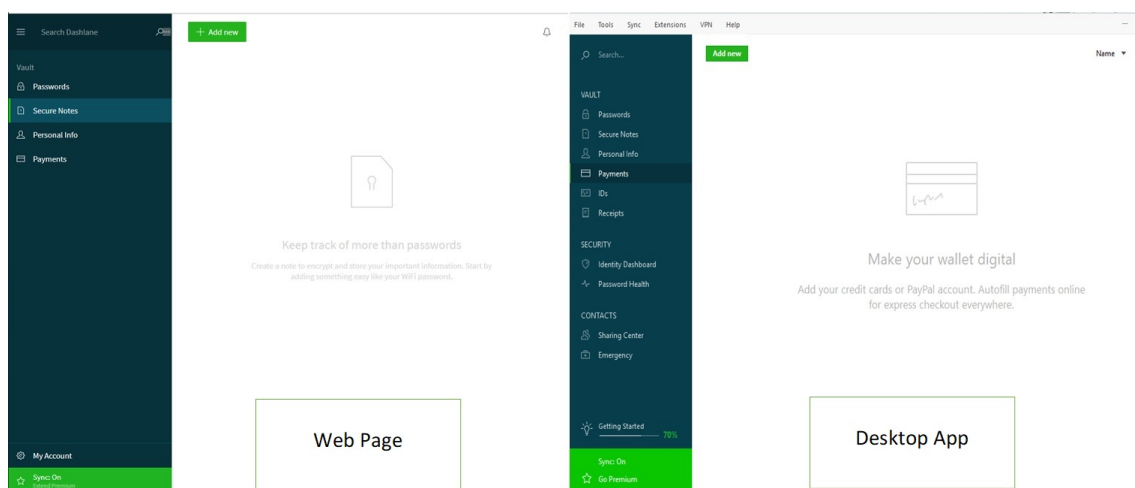 Search Dashlane
Add new
Vault
Passwords
Secure Notes
Personal Info
Payments
Keep track of more than passwords
Create a note to encrypt and store your important information. Start by
adding something easy like your WiFi password.
Web Page
My Account
Sync: On
Extend Premium
File Tools Sync Extensions VPN Help
Search...
Add new
Name
VAULT
Passwords
Secure Notes
Personal Info
Payments
IDs
Receipts
SECURITY
Identity Dashboard
Password Health
CONTACTS
Sharing Center
Emergency
Make your wallet digital
Add your credit cards or PayPal account. Autofill payments online
for express checkout everywhere.
Desktop App
Getting Started
70%
Sync: On
Go Premium